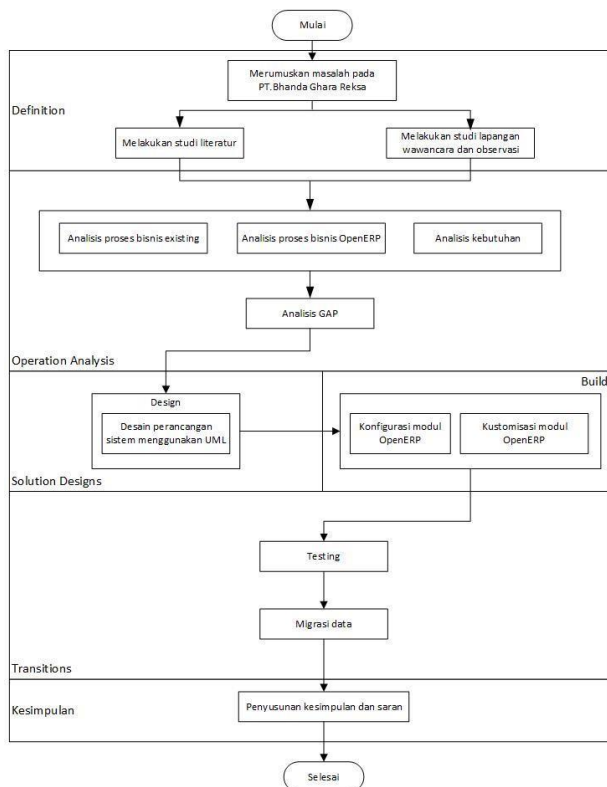 Mulai
Merumuskan masalah pada
PT.Bhanda Ghara Reksa
Definition
Melakukan studi literatur
Melakukan studi lapangan
wawancara dan observasi
Analisis proses bisnis existing
Analisis proses bisnis OpenERP
Analisis kebutuhan
Analisis GAP
Operation Analysis
Design
Desain perancangan
sistem menggunakan UML
Solution Designs
Build
Konfigurasi modul
OpenERP
Kustomisasi modul
OpenERP
Testing
Migrasi data
Transitions
Kesimpulan
Penyusunan kesimpulan dan saran
Selesai